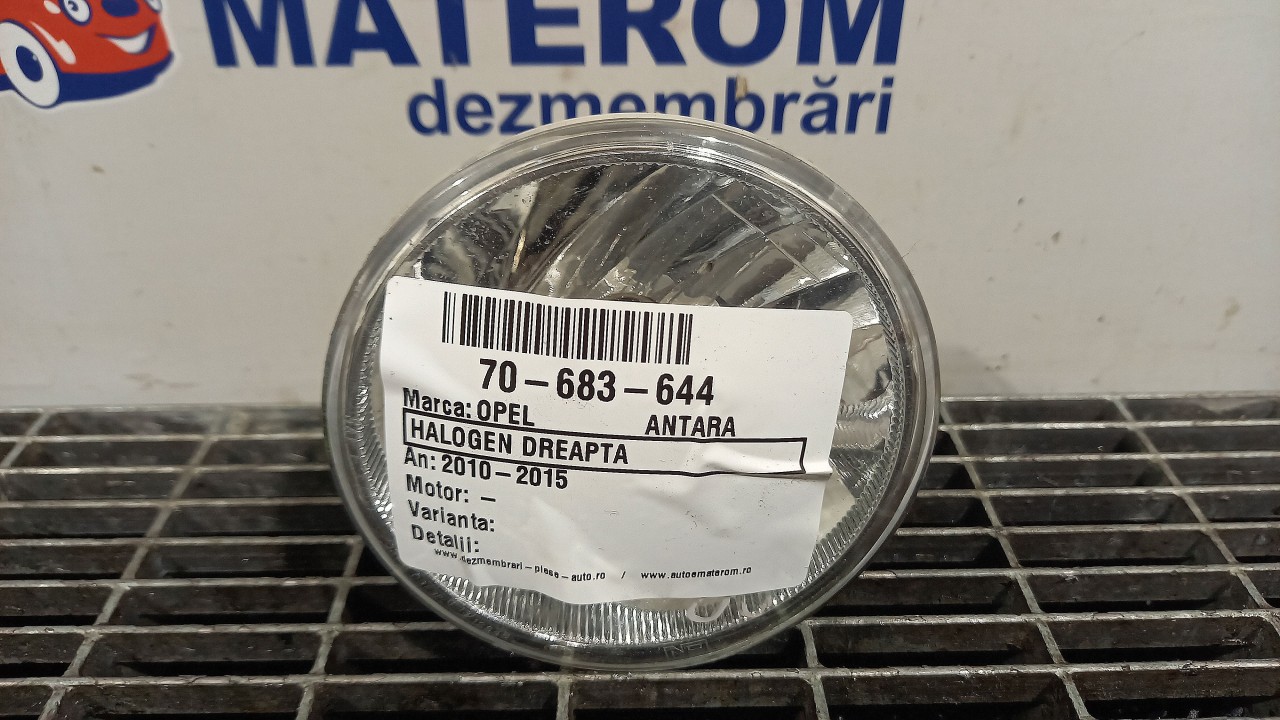 MATEROM
dezmembrări
70-683-644
Marca: OPEL ANTARA
HALOGEN DREAPTA
An: 2010-2015
Motor: -
Varianta:
Detalii:
www.dezmembrari-piese-auto.ro / www.autoematerom.ro